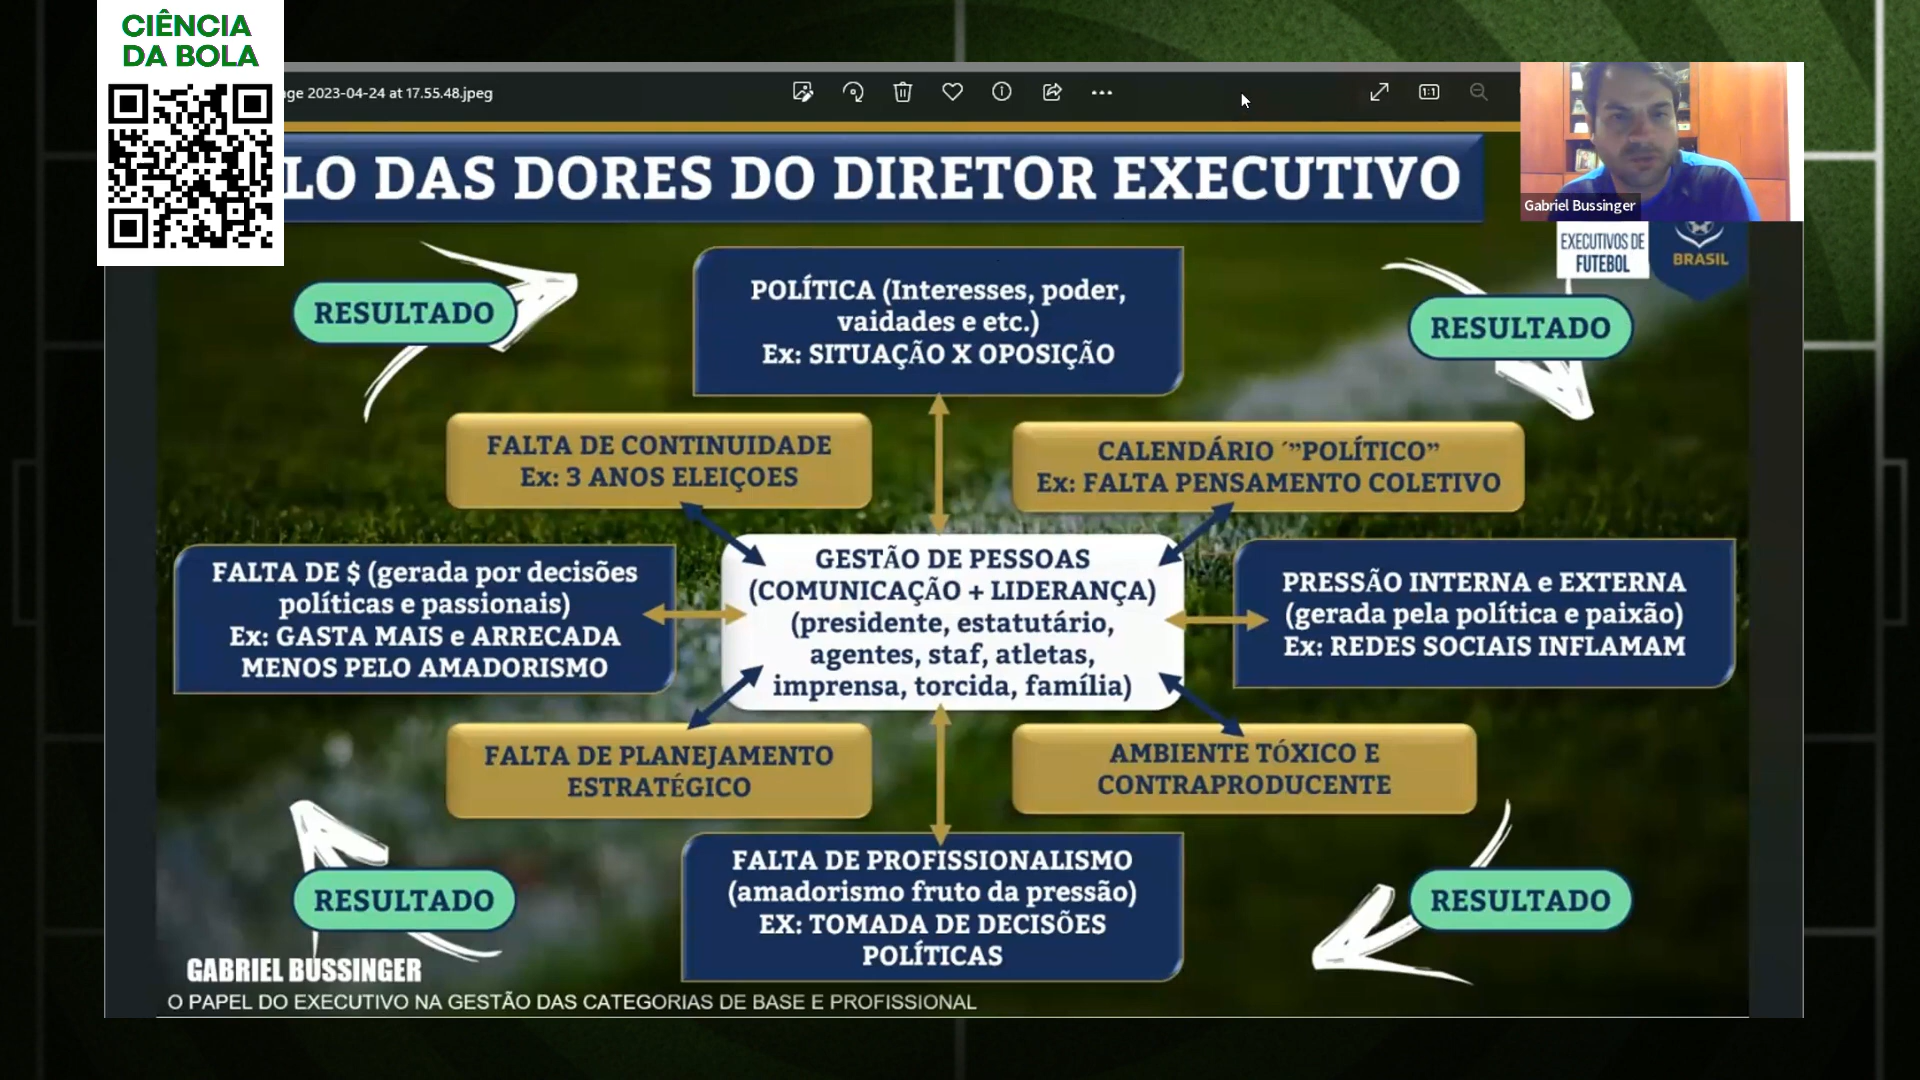 CIÊNCIA
DA BOLA
ge 2023-04-24 at 17.55.48.jpeg
1:1
Gabriel Bussinger
LO DAS DORES DO DIRETOR EXECUTIVO
EXECUTIVOS DE
FUTEBOL
BRASIL
RESULTADO
POLÍTICA (Interesses, poder,
vaidades e etc.)
Ex: SITUAÇÃO X OPOSIÇÃO
RESULTADO
FALTA DE CONTINUIDADE
Ex: 3 ANOS ELEIÇOES
CALENDÁRIO ´”POLÍTICO”
Ex: FALTA PENSAMENTO COLETIVO
FALTA DE $ (gerada por decisões
políticas e passionais)
Ex: GASTA MAIS e ARRECADA
MENOS PELO AMADORISMO
GESTÃO DE PESSOAS
(COMUNICAÇÃO + LIDERANÇA)
(presidente, estatutário,
agentes, staf, atletas,
imprensa, torcida, família)
PRESSÃO INTERNA e EXTERNA
(gerada pela política e paixão)
Ex: REDES SOCIAIS INFLAMAM
FALTA DE PLANEJAMENTO
ESTRATÉGICO
AMBIENTE TÓXICO E
CONTRAPRODUCENTE
RESULTADO
FALTA DE PROFISSIONALISMO
(amadorismo fruto da pressão)
EX: TOMADA DE DECISÕES
POLÍTICAS
RESULTADO
GABRIEL BUSSINGER
O PAPEL DO EXECUTIVO NA GESTÃO DAS CATEGORIAS DE BASE E PROFISSIONAL